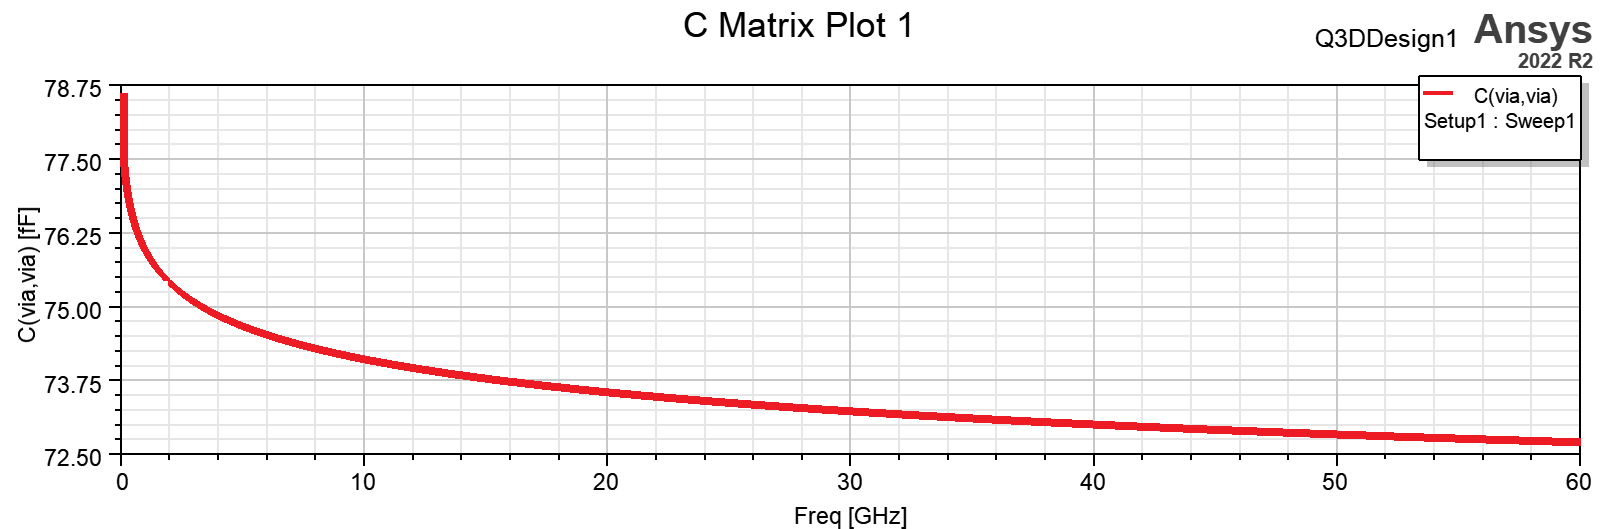 C Matrix Plot 1
Q3DDesign1
Ansys
2022 R2
C(via,via)
Setup1 : Sweep1
78.75
77.50
76.25
75.00
73.75
72.50
C(via,via) [fF]
0
10
20
30
40
50
60
Freq [GHz]